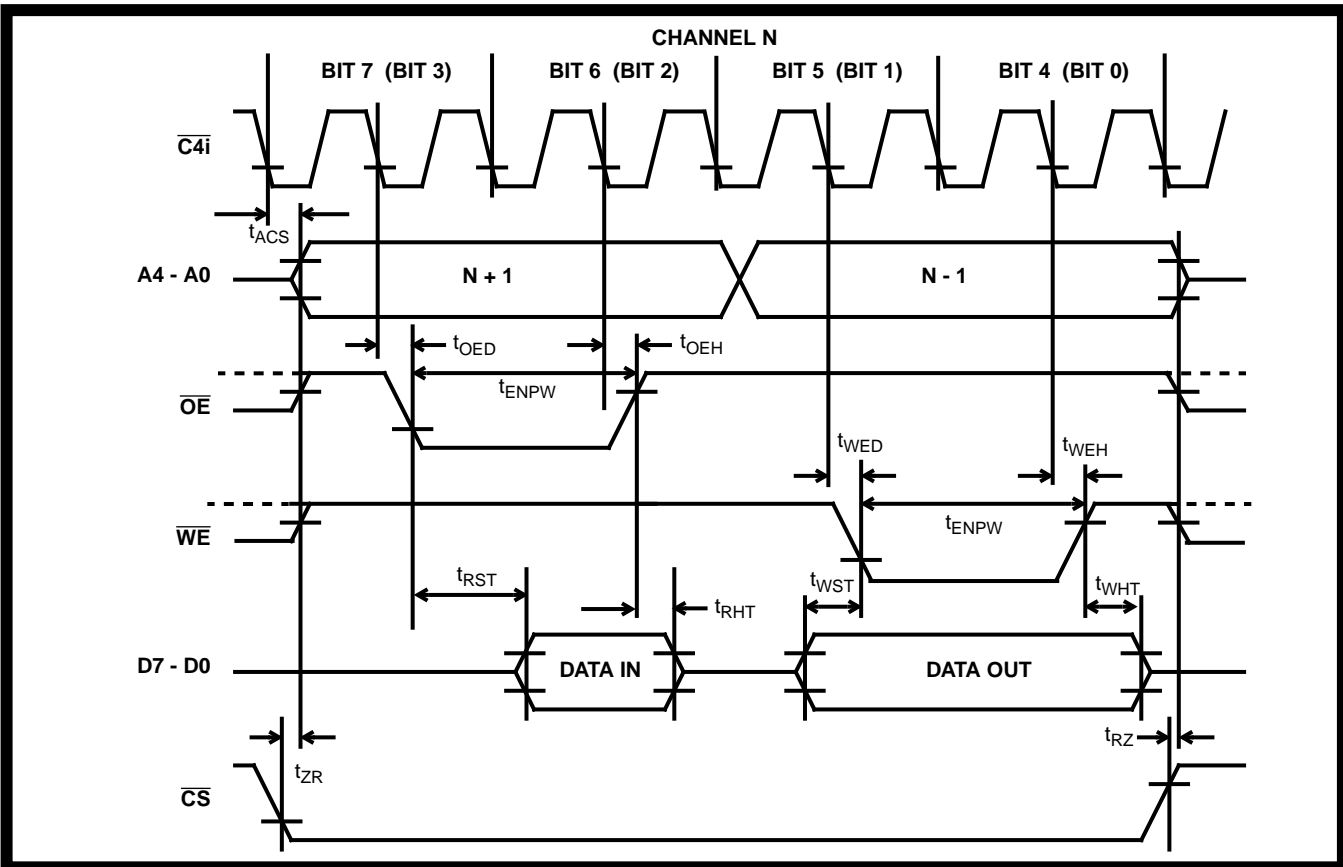 CHANNEL N
BIT 7 (BIT 3) BIT 6 (BIT 2) BIT 5 (BIT 1) BIT 4 (BIT 0)
C4i
tACS
A4 - A0 N + 1 N - 1
tOED tOEH
tENPW
OE
tWED tWEH
tENPW
WE
tRST tWST tWHT
tRHT
D7 - D0 DATA IN DATA OUT
tRZ
tZR
CS